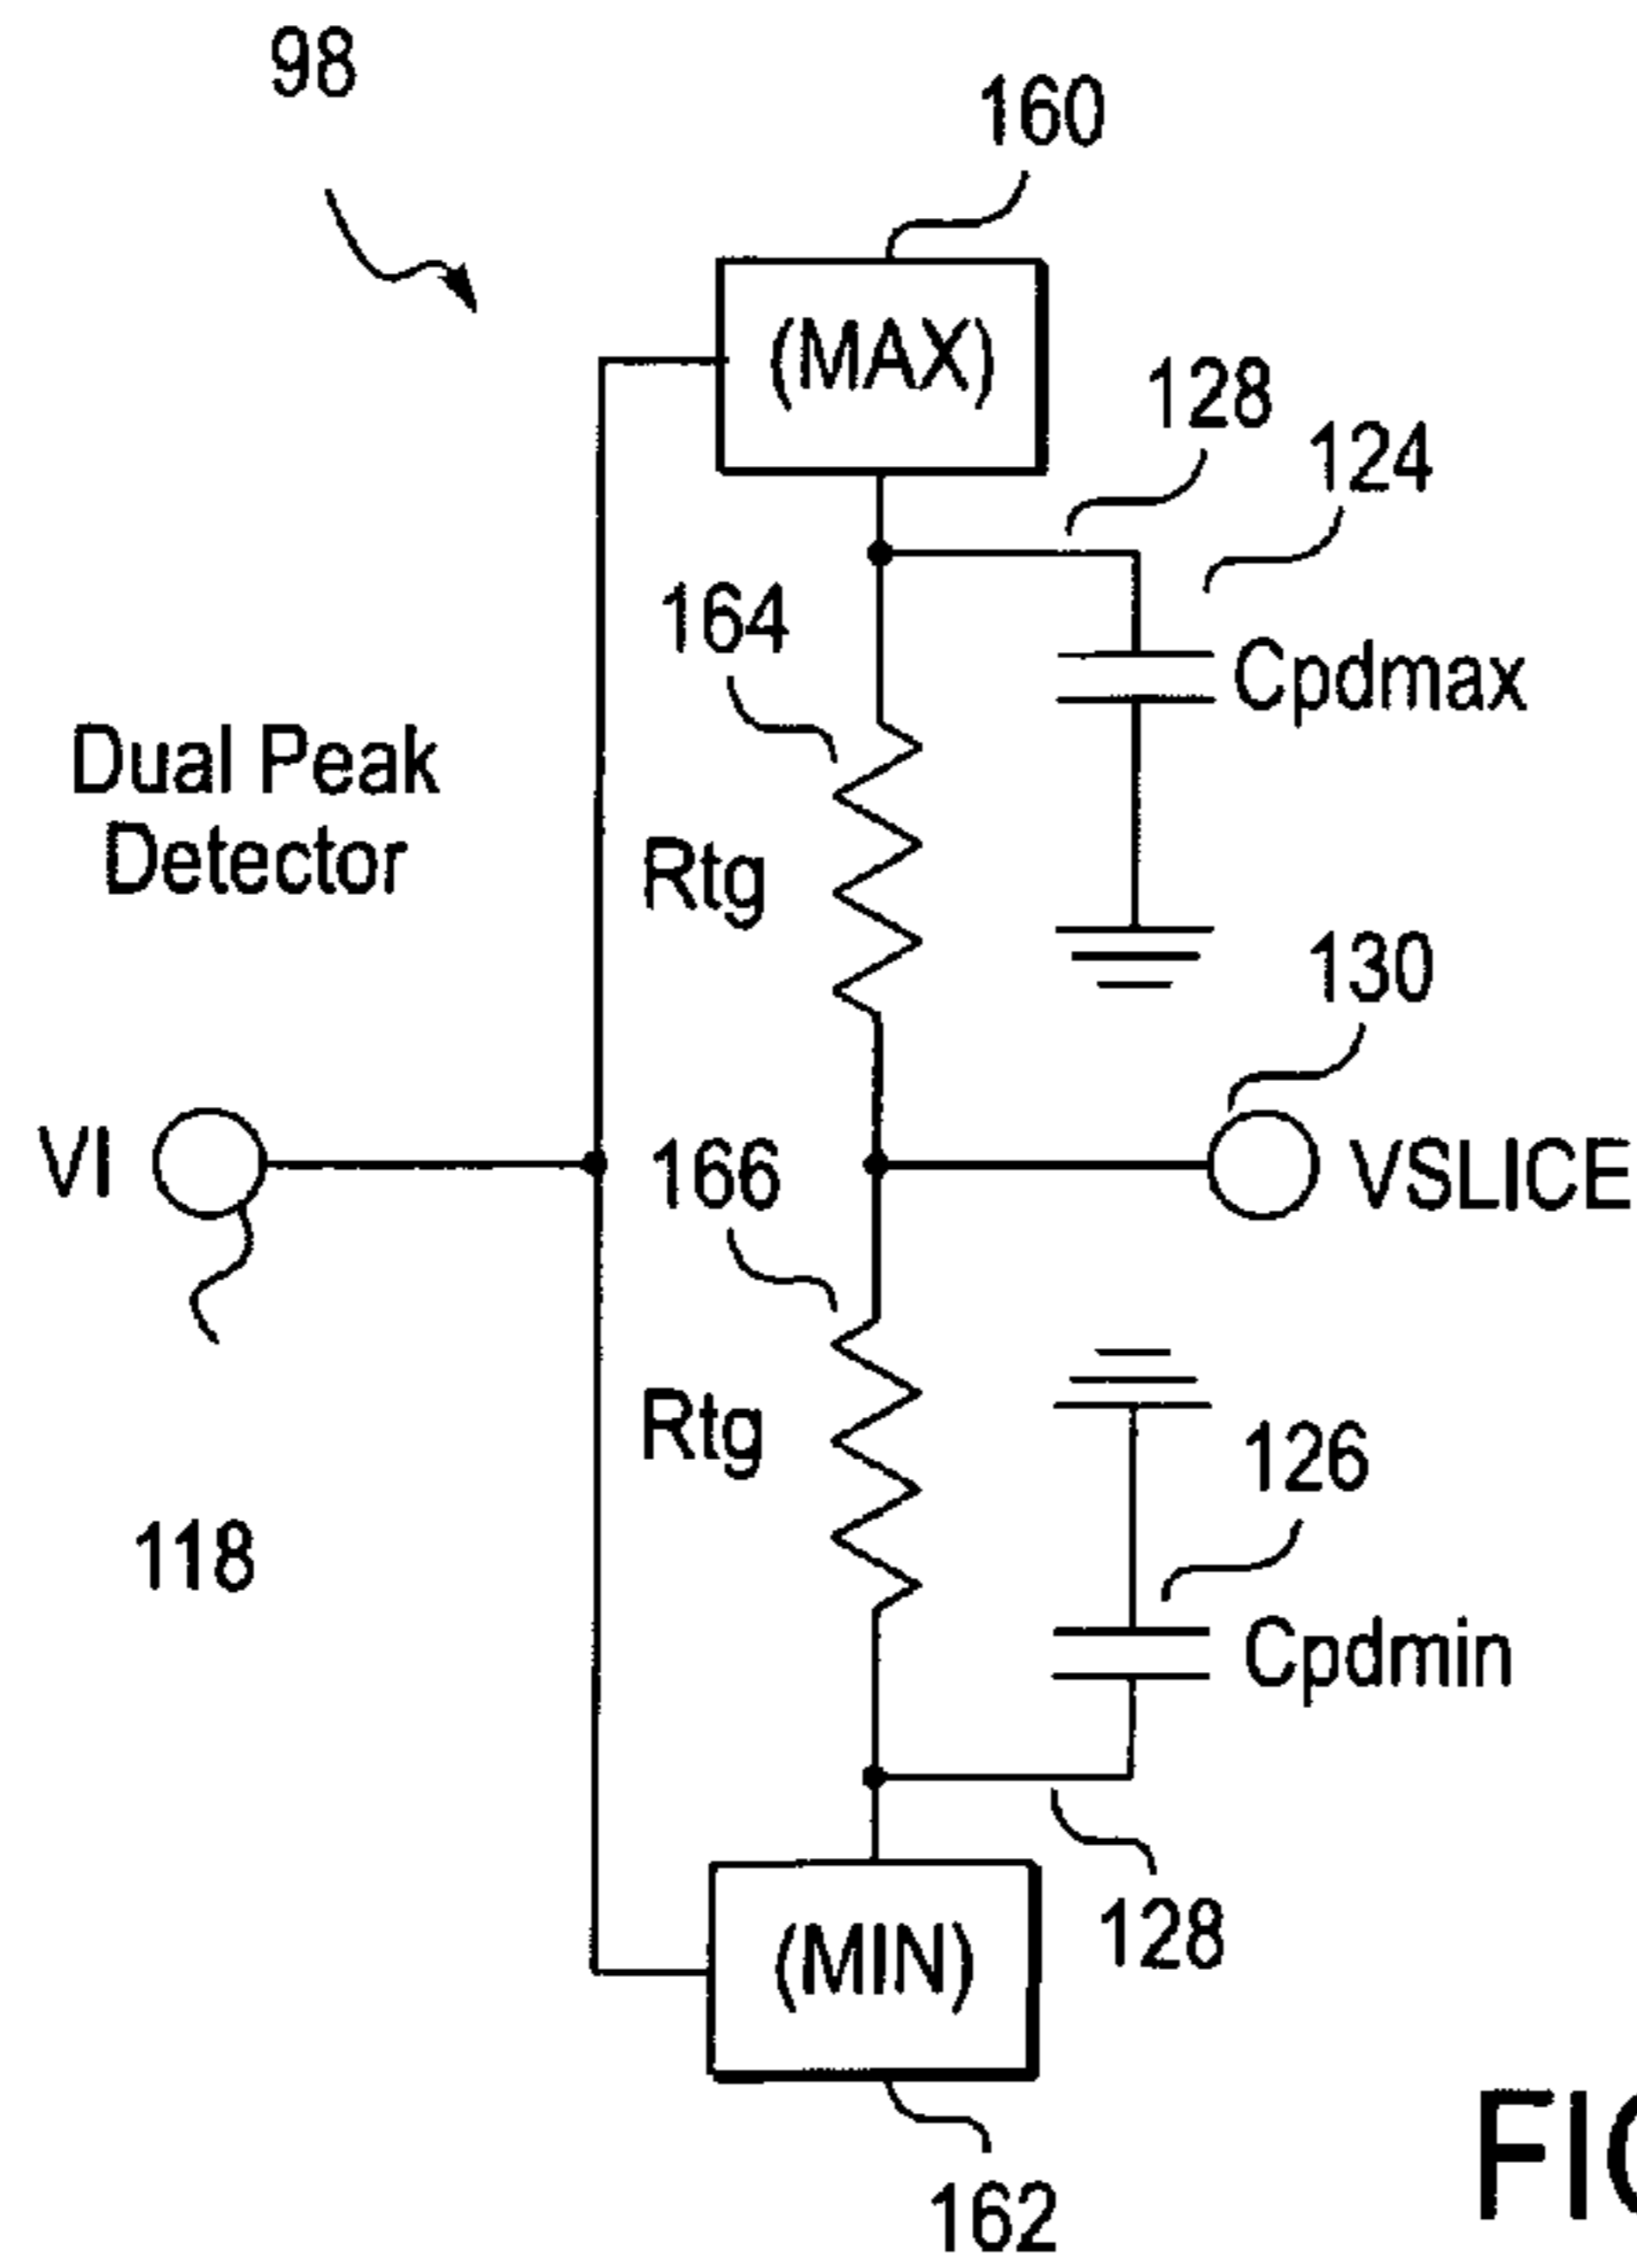 98
160
(MAX)
128
124
164
Cpdmax
Dual Peak
Detector
Rtg
130
VI
166
VSLICE
Rtg
126
118
Cpdmin
(MIN)
128
162